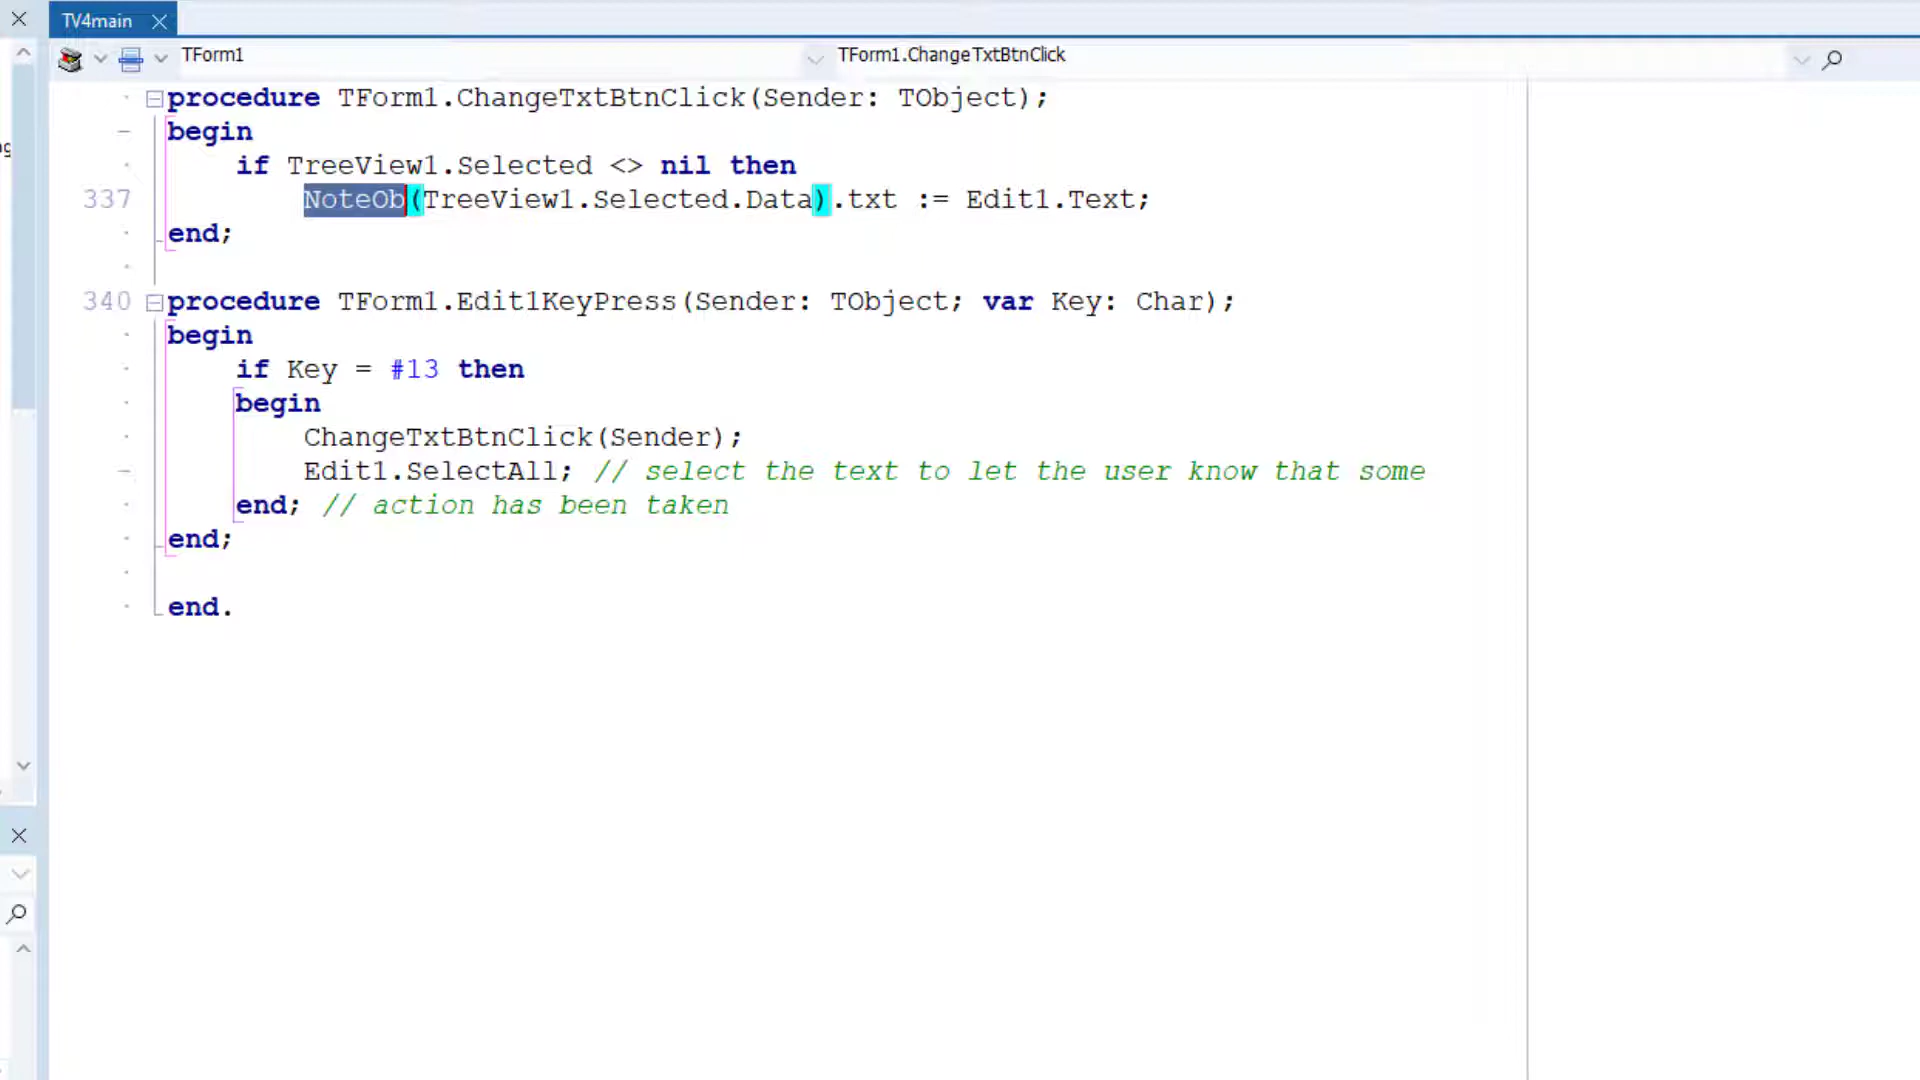 TV4main
TForm1 TForm1.ChangeTxtBtnClick
procedure TForm1.ChangeTxtBtnClick(Sender: TObject);
begin
if TreeView1.Selected <> nil then
337 NoteOb(TreeView1.Selected.Data).txt := Edit1.Text;
end;
340 procedure TForm1.Edit1KeyPress(Sender: TObject; var Key: Char);
begin
if Key = #13 then
begin
ChangeTxtBtnClick(Sender);
Edit1.SelectAll; // select the text to let the user know that some
end; // action has been taken
end;
end.